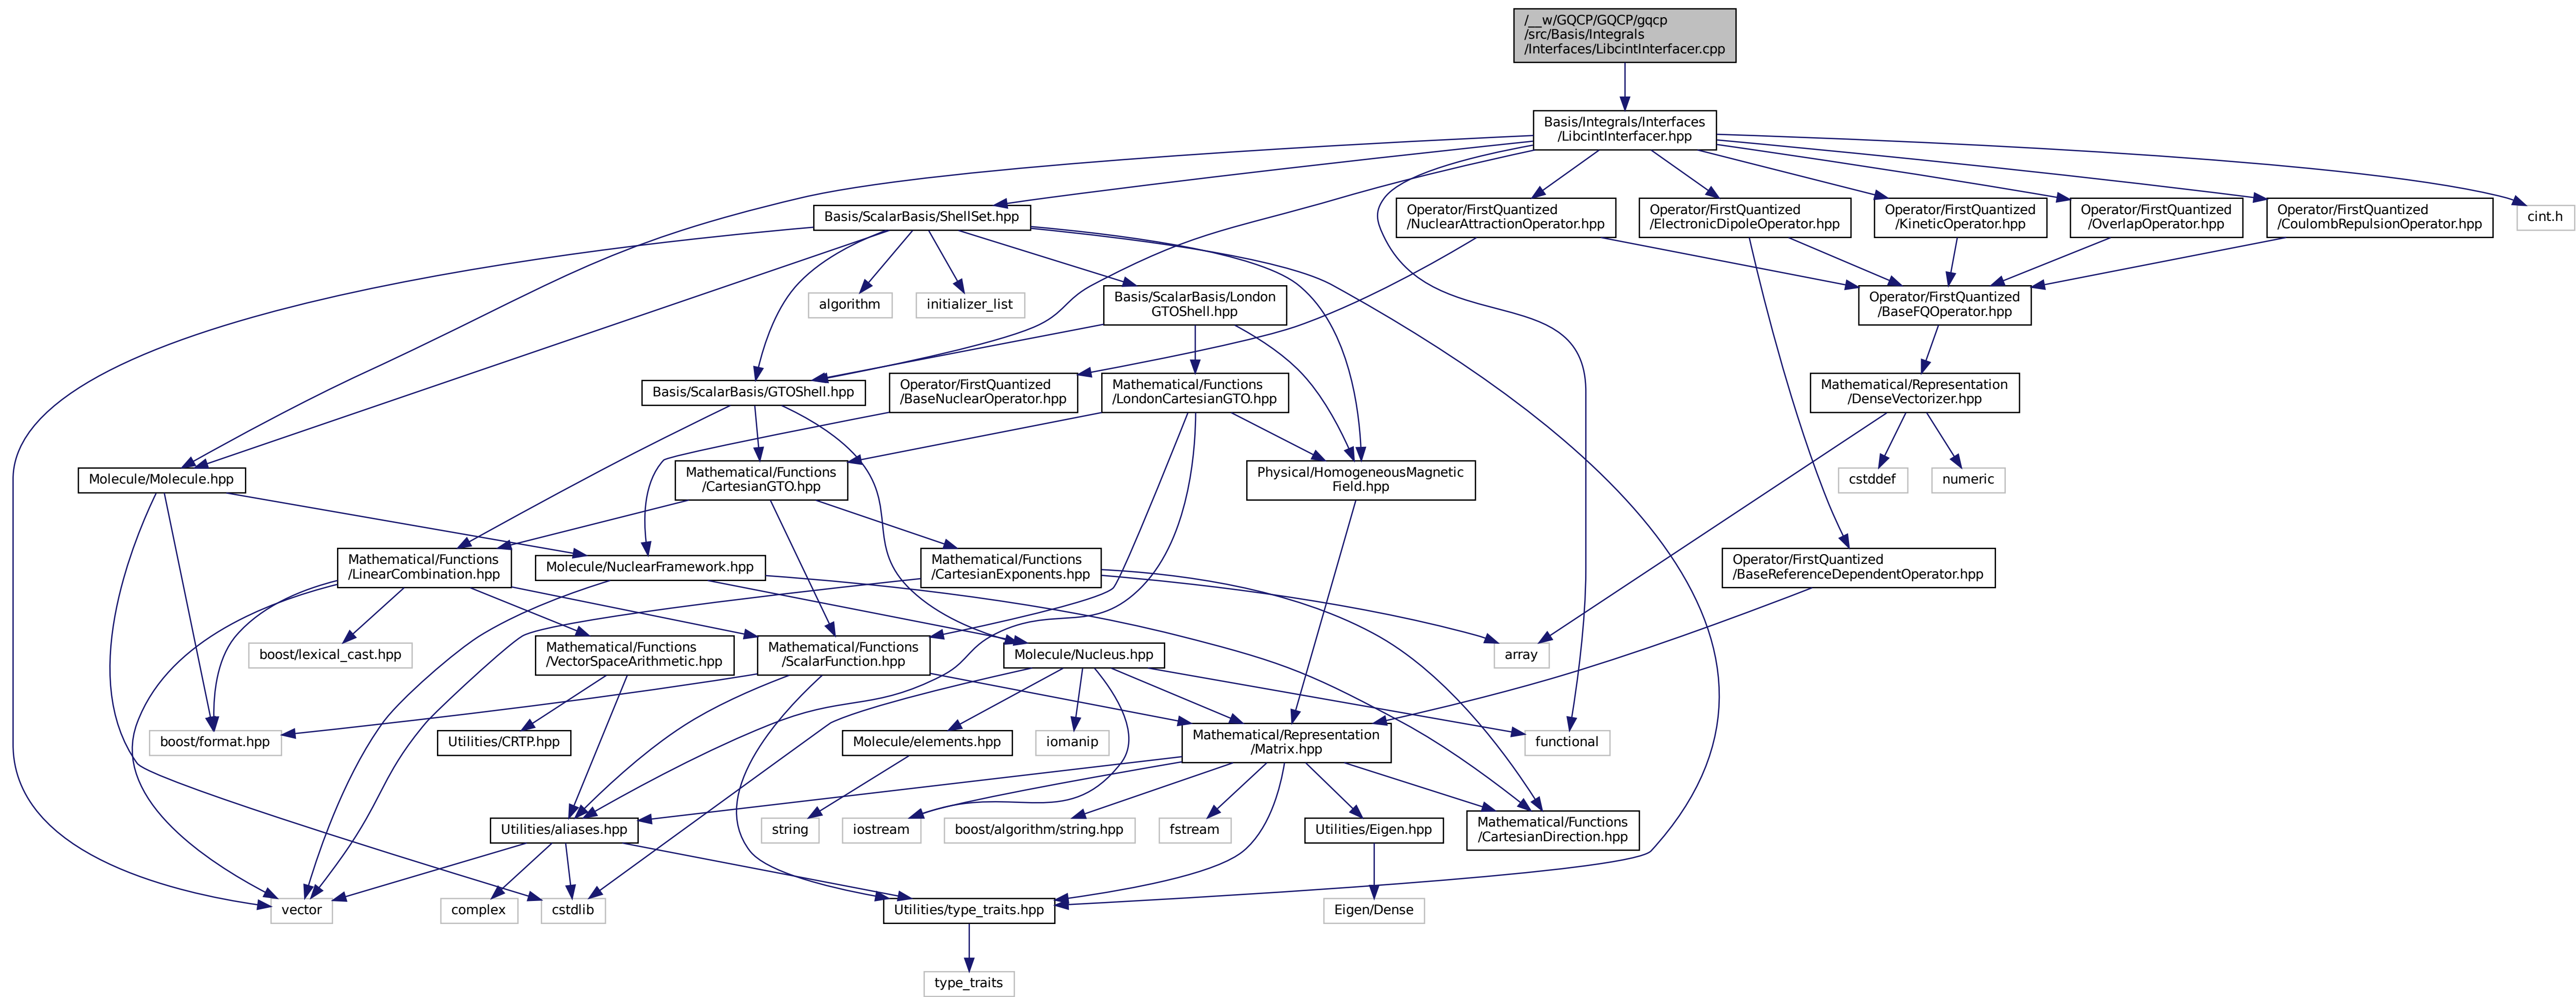 /__w/GQCP/GQCP/gqcp
/src/Basis/Integrals
/Interfaces/LibcintInterfacer.cpp
Basis/Integrals/Interfaces
/LibcintInterfacer.hpp
Basis/ScalarBasis/ShellSet.hpp
Operator/FirstQuantized
/NuclearAttractionOperator.hpp
Operator/FirstQuantized
/ElectronicDipoleOperator.hpp
Operator/FirstQuantized
/KineticOperator.hpp
Operator/FirstQuantized
/OverlapOperator.hpp
Operator/FirstQuantized
/CoulombRepulsionOperator.hpp
cint.h
algorithm
initializer_list
Basis/ScalarBasis/London
GTOShell.hpp
Operator/FirstQuantized
/BaseFQOperator.hpp
Basis/ScalarBasis/GTOShell.hpp
Operator/FirstQuantized
/BaseNuclearOperator.hpp
Mathematical/Functions
/LondonCartesianGTO.hpp
Mathematical/Representation
/DenseVectorizer.hpp
Molecule/Molecule.hpp
Mathematical/Functions
/CartesianGTO.hpp
Physical/HomogeneousMagnetic
Field.hpp
cstddef
numeric
Mathematical/Functions
/LinearCombination.hpp
Molecule/NuclearFramework.hpp
Mathematical/Functions
/CartesianExponents.hpp
Operator/FirstQuantized
/BaseReferenceDependentOperator.hpp
boost/lexical_cast.hpp
Mathematical/Functions
/VectorSpaceArithmetic.hpp
Mathematical/Functions
/ScalarFunction.hpp
Molecule/Nucleus.hpp
array
boost/format.hpp
Utilities/CRTP.hpp
Molecule/elements.hpp
iomanip
Mathematical/Representation
/Matrix.hpp
functional
Utilities/aliases.hpp
string
iostream
boost/algorithm/string.hpp
fstream
Utilities/Eigen.hpp
Mathematical/Functions
/CartesianDirection.hpp
vector
complex
cstdlib
Utilities/type_traits.hpp
Eigen/Dense
type_traits